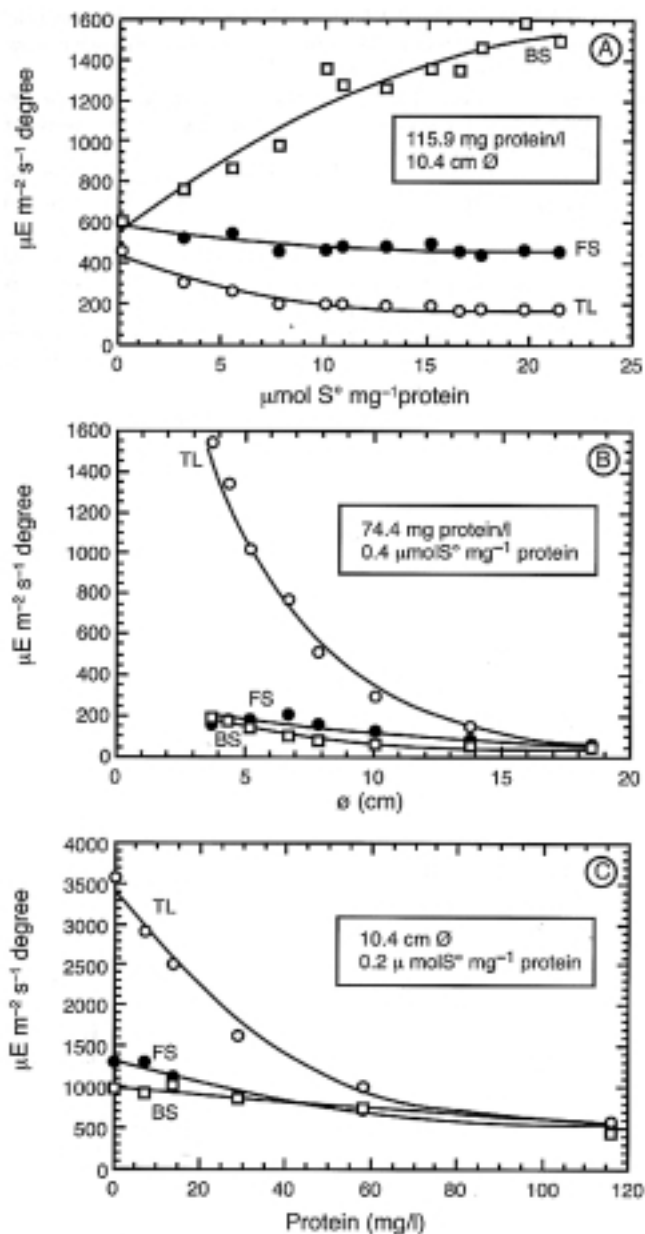 A
1600
1400
1200
1000
800
600
400
200
0
BS
115.9 mg protein/l
10.4 cm Ø
FS
TL
0 5 10 15 20 25
μmol S° mg⁻¹protein
μE m⁻² s⁻¹ degree
B
1600
1400
1200
1000
800
600
400
200
0
TL
74.4 mg protein/l
0.4 μmolS° mg⁻¹ protein
FS
BS
0 5 10 15 20
ø (cm)
μE m⁻² s⁻¹ degree
C
4000
3500
3000
2500
2000
1500
1000
500
0
TL
10.4 cm Ø
0.2 μ molS° mg⁻¹ protein
FS
BS
0 20 40 60 80 100 120
Protein (mg/l)
μE m⁻² s⁻¹ degree